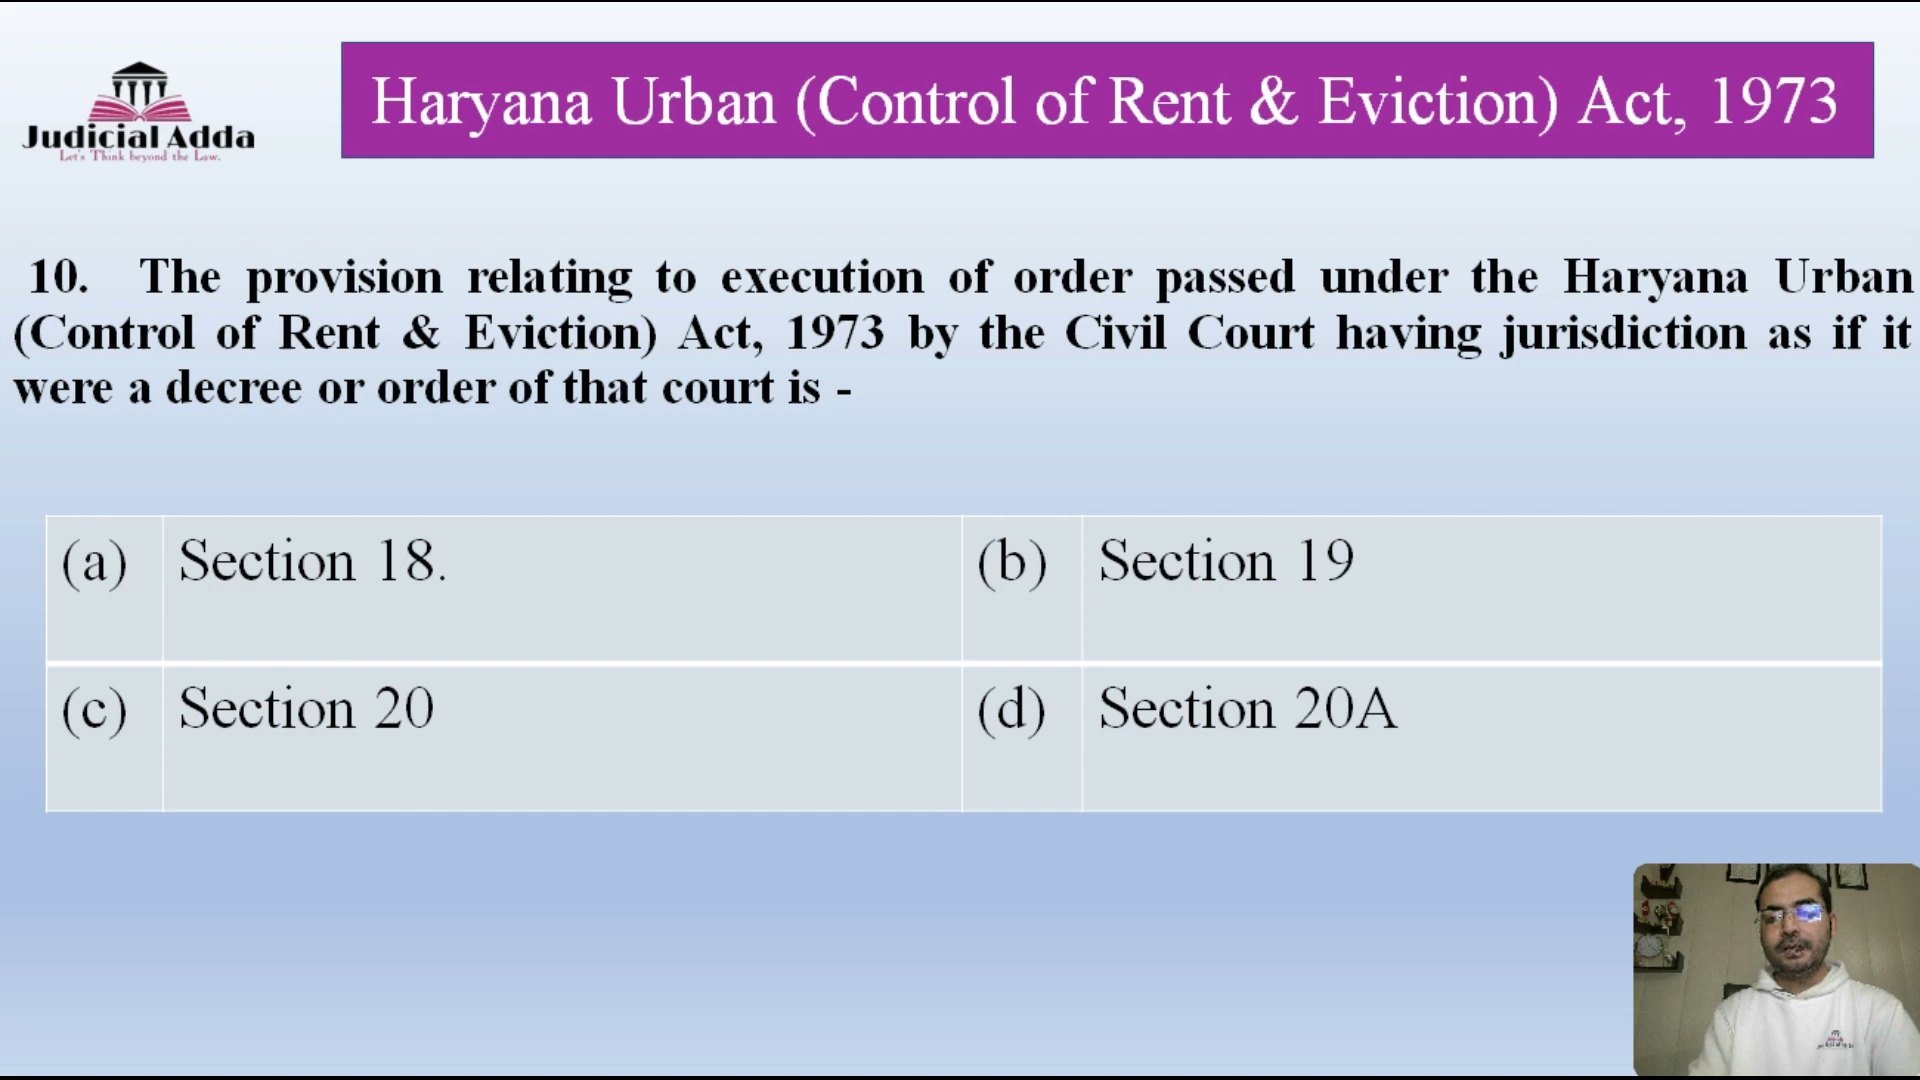 Judicial Adda
Let's Think beyond the Law.
Haryana Urban (Control of Rent & Eviction) Act, 1973
10. The provision relating to execution of order passed under the Haryana Urban
(Control of Rent & Eviction) Act, 1973 by the Civil Court having jurisdiction as if it
were a decree or order of that court is -
(a) Section 18. (b) Section 19
(c) Section 20 (d) Section 20A